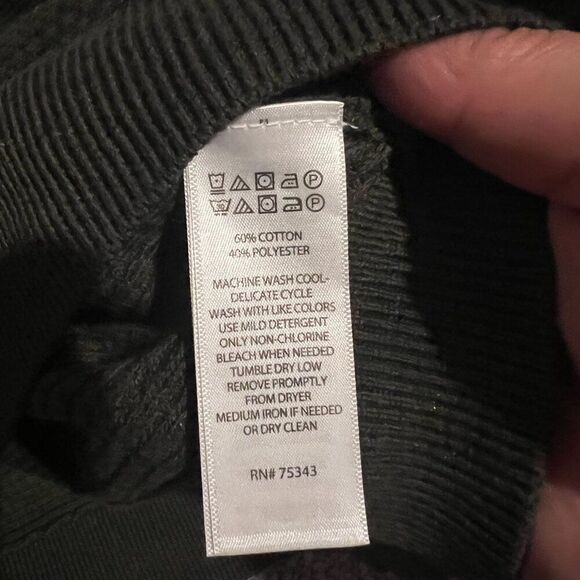 60% COTTON
40% POLYESTER
MACHINE WASH COOL-
DELICATE CYCLE
WASH WITH LIKE COLORS
USE MILD DETERGENT
ONLY NON-CHLORINE
BLEACH WHEN NEEDED
TUMBLE DRY LOW
REMOVE PROMPTLY
FROM DRYER
MEDIUM IRON IF NEEDED
OR DRY CLEAN
RN# 75343